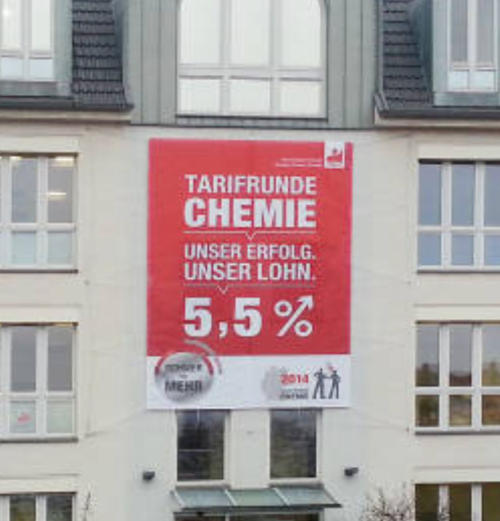 TARIFRUNDE
CHEMIE
UNSER ERFOLG.
UNSER LOHN.
5,5 %
MEHR
2014